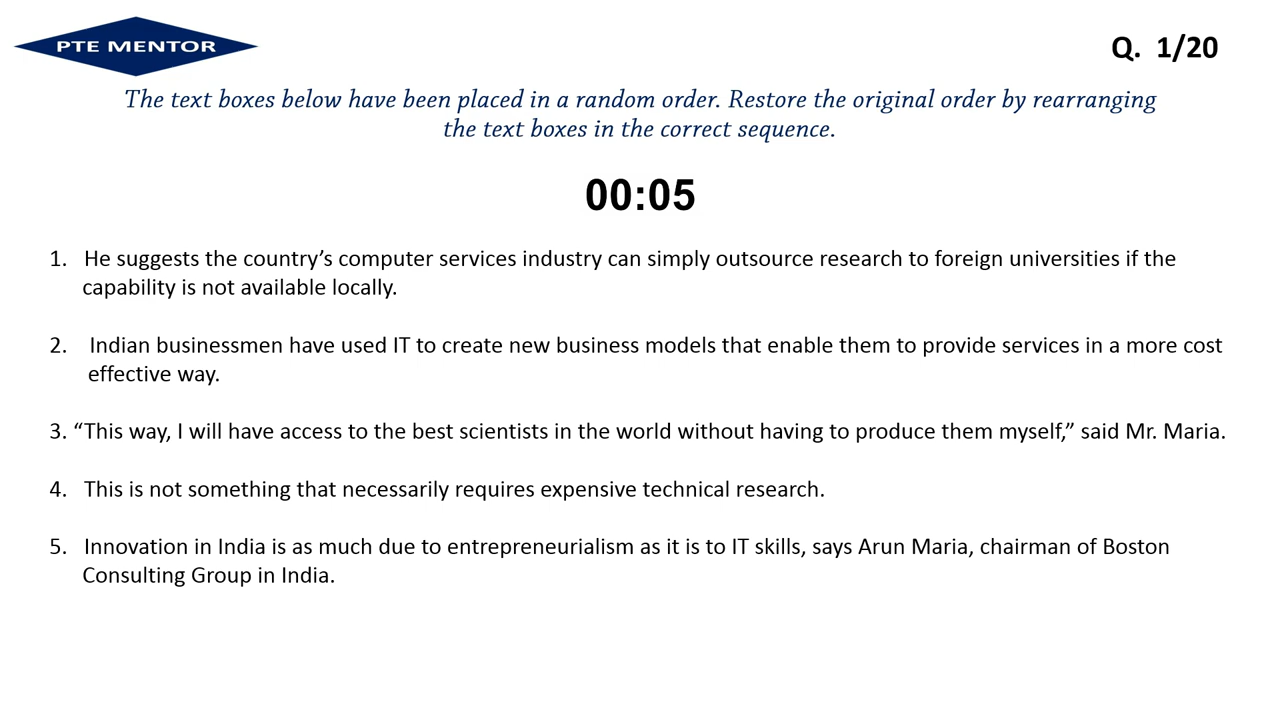 PTE MENTOR
Q. 1/20
The text boxes below have been placed in a random order. Restore the original order by rearranging
the text boxes in the correct sequence.
00:05
1. He suggests the country’s computer services industry can simply outsource research to foreign universities if the
capability is not available locally.
2. Indian businessmen have used IT to create new business models that enable them to provide services in a more cost
effective way.
3. “This way, I will have access to the best scientists in the world without having to produce them myself,” said Mr. Maria.
4. This is not something that necessarily requires expensive technical research.
5. Innovation in India is as much due to entrepreneurialism as it is to IT skills, says Arun Maria, chairman of Boston
Consulting Group in India.